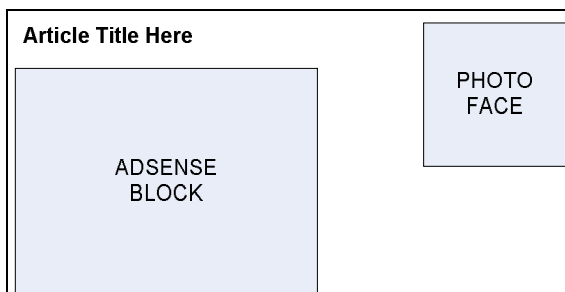 Article Title Here
PHOTO
FACE
ADSENSE
BLOCK